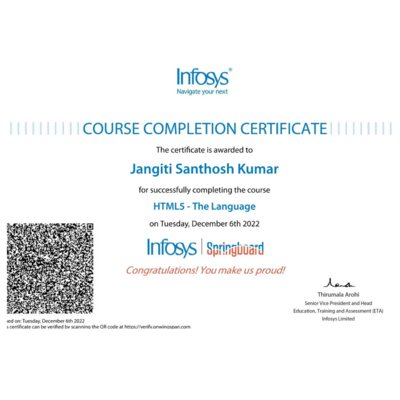 Infosys®
Navigate your next
COURSE COMPLETION CERTIFICATE
The certificate is awarded to
Jangiti Santhosh Kumar
for successfully completing the course
HTML5 - The Language
on Tuesday, December 6th 2022
Infosys | Springboard
Congratulations! You make us proud!
Thirumala Arohi
Senior Vice President and Head
Education, Training and Assessment (ETA)
Infosys Limited
ed on: Tuesday, December 6th 2022
s certificate can be verified by scanning the QR code at https://verify.onwingspan.com